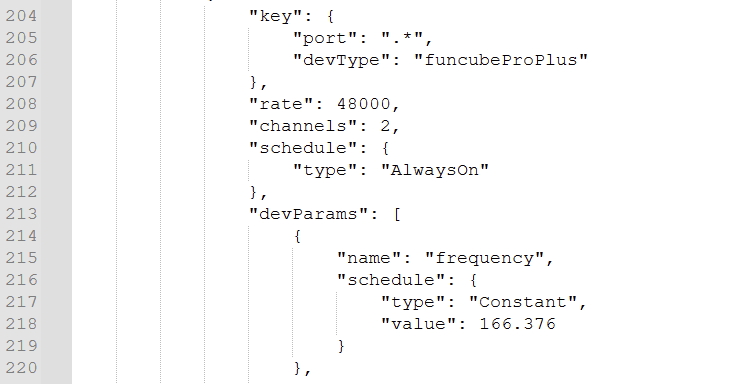 204 "key": {
205 "port": ".*",
206 "devType": "funcubeProPlus"
207 },
208 "rate": 48000,
209 "channels": 2,
210 "schedule": {
211 "type": "AlwaysOn"
212 },
213 "devParams": [
214 {
215 "name": "frequency",
216 "schedule": {
217 "type": "Constant",
218 "value": 166.376
219 }
220 },